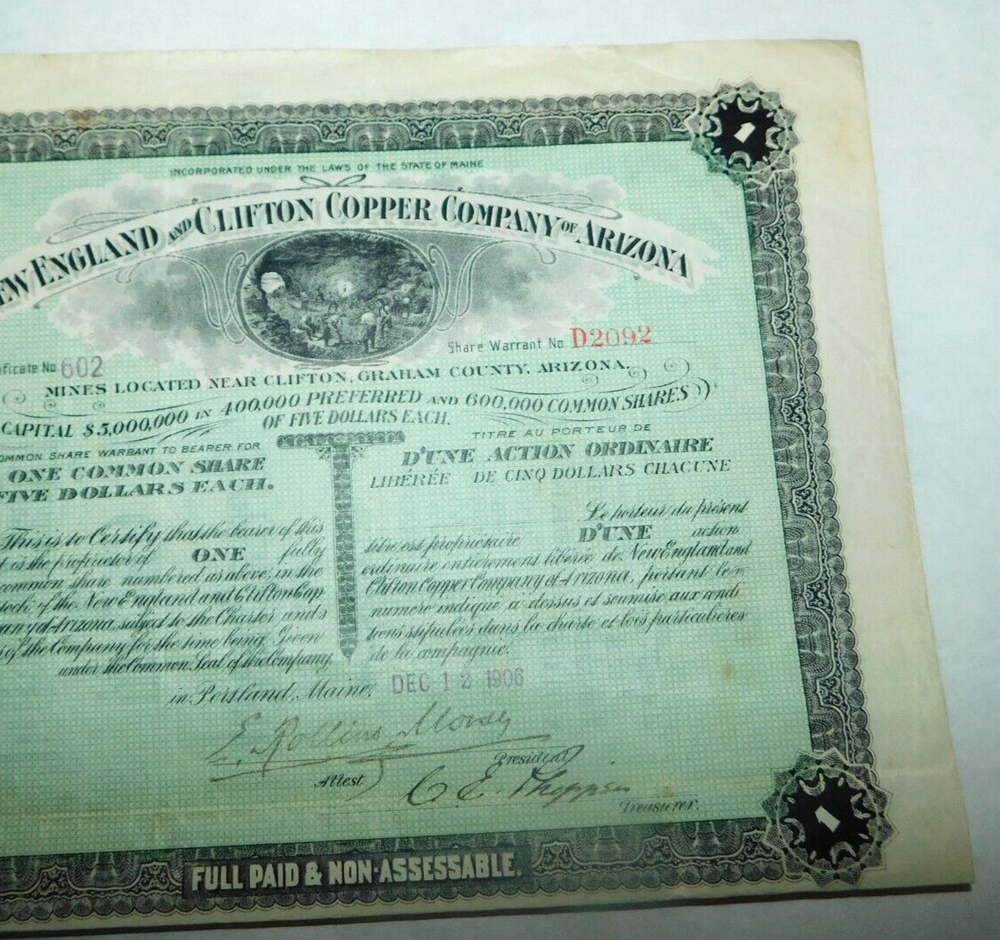 INCORPORATED UNDER THE LAWS OF THE STATE OF MAINE
EW ENGLAND AND CLIFTON COPPER COMPANY OF ARIZONA
ificate No 602
Share Warrant No D2092
MINES LOCATED NEAR CLIFTON, GRAHAM COUNTY, ARIZONA.
CAPITAL $5,000,000 IN 400,000 PREFERRED AND 600,000 COMMON SHARES
OF FIVE DOLLARS EACH.
OMMON SHARE WARRANT TO BEARER FOR
ONE COMMON SHARE
FIVE DOLLARS EACH.
This is to Certify that the bearer of this
t is the proprietor of ONE fully
common share numbered as above, in the
tock of the New England and Clifton Cop
any of Arizona, subject to the Charter and
s of the Company for the time being. Given
under the Common Seal of the Company.
TITRE AU PORTEUR DE
D'UNE ACTION ORDINAIRE
LIBÉRÉE DE CINQ DOLLARS CHACUNE
Le porteur du présent
titre est propriétaire D'UNE action
ordinaire entièrement libérée de New England and
Clifton Copper Company of Arizona, portant le
numéro indiqué a dessus et soumise aux condi
tions stipulées dans la charte et lois particulières
de la compagnie.
in Portland, Maine, DEC 12 1906
E. Rollins Morse
President
Attest
C. E.
Treasurer.
FULL PAID & NON-ASSESSABLE.
1
1